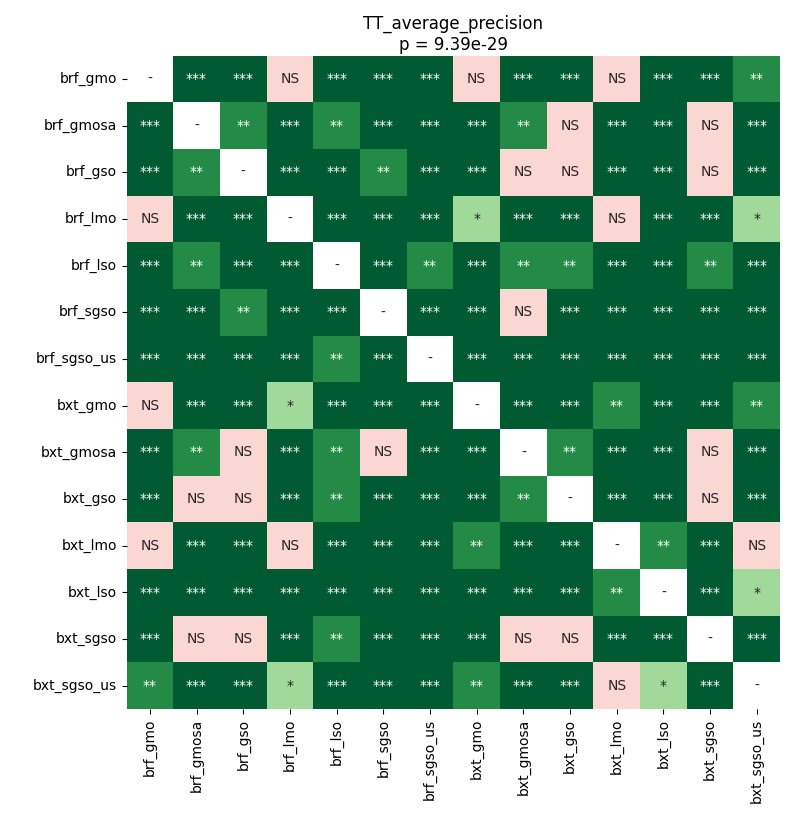 TT_average_precision
p = 9.39e-29
brf_gmo - *** *** NS *** *** *** NS *** *** NS *** *** **
brf_gmosa *** - ** *** ** *** *** *** ** NS *** *** NS ***
brf_gso *** ** - *** *** ** *** *** NS NS *** *** NS ***
brf_lmo NS *** *** - *** *** *** * *** *** NS *** *** *
brf_lso *** ** *** *** - *** ** *** ** ** *** *** ** ***
brf_sgso *** *** ** *** *** - *** *** NS *** *** *** *** ***
brf_sgso_us *** *** *** *** ** *** - *** *** *** *** *** *** ***
bxt_gmo NS *** *** * *** *** *** - *** *** ** *** *** **
bxt_gmosa *** ** NS *** ** NS *** *** - ** *** *** NS ***
bxt_gso *** NS NS *** ** *** *** *** ** - *** *** NS ***
bxt_lmo NS *** *** NS *** *** *** ** *** *** - ** *** NS
bxt_lso *** *** *** *** *** *** *** *** *** *** ** - *** *
bxt_sgso *** NS NS *** ** *** *** *** NS NS *** *** - ***
bxt_sgso_us ** *** *** * *** *** *** ** *** *** NS * *** -
brf_gmo brf_gmosa brf_gso brf_lmo brf_lso brf_sgso brf_sgso_us bxt_gmo bxt_gmosa bxt_gso bxt_lmo bxt_lso bxt_sgso bxt_sgso_us